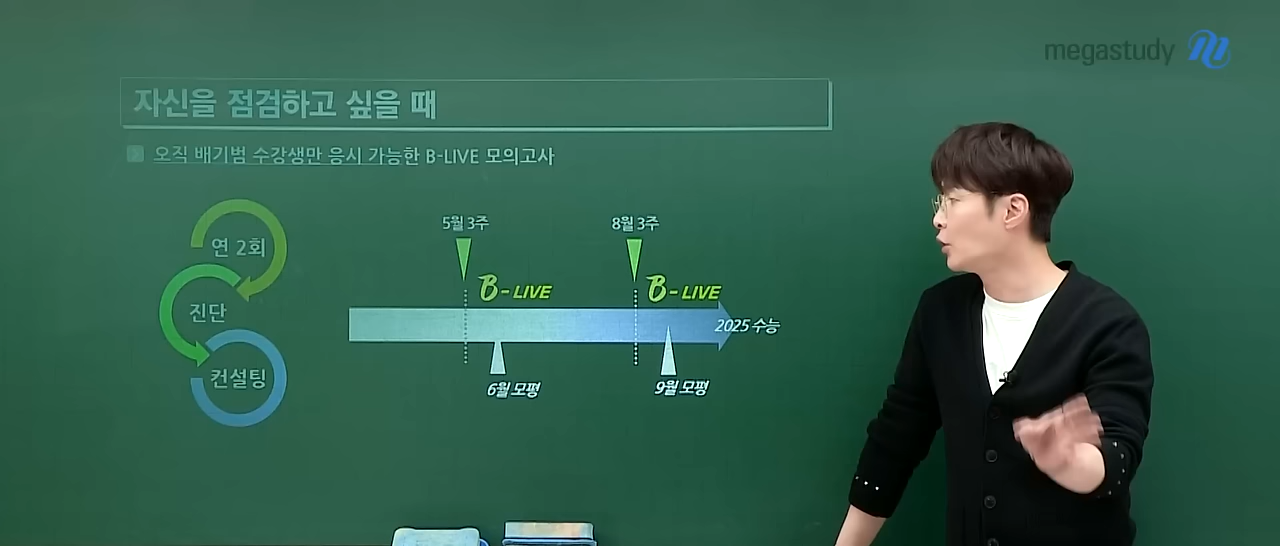 megastudy
자신을 점검하고 싶을 때
오직 배기범 수강생만 응시 가능한 B-LIVE 모의고사
연 2회
진단
컨설팅
5월 3주
8월 3주
B-LIVE
B-LIVE
2025 수능
6월 모평
9월 모평